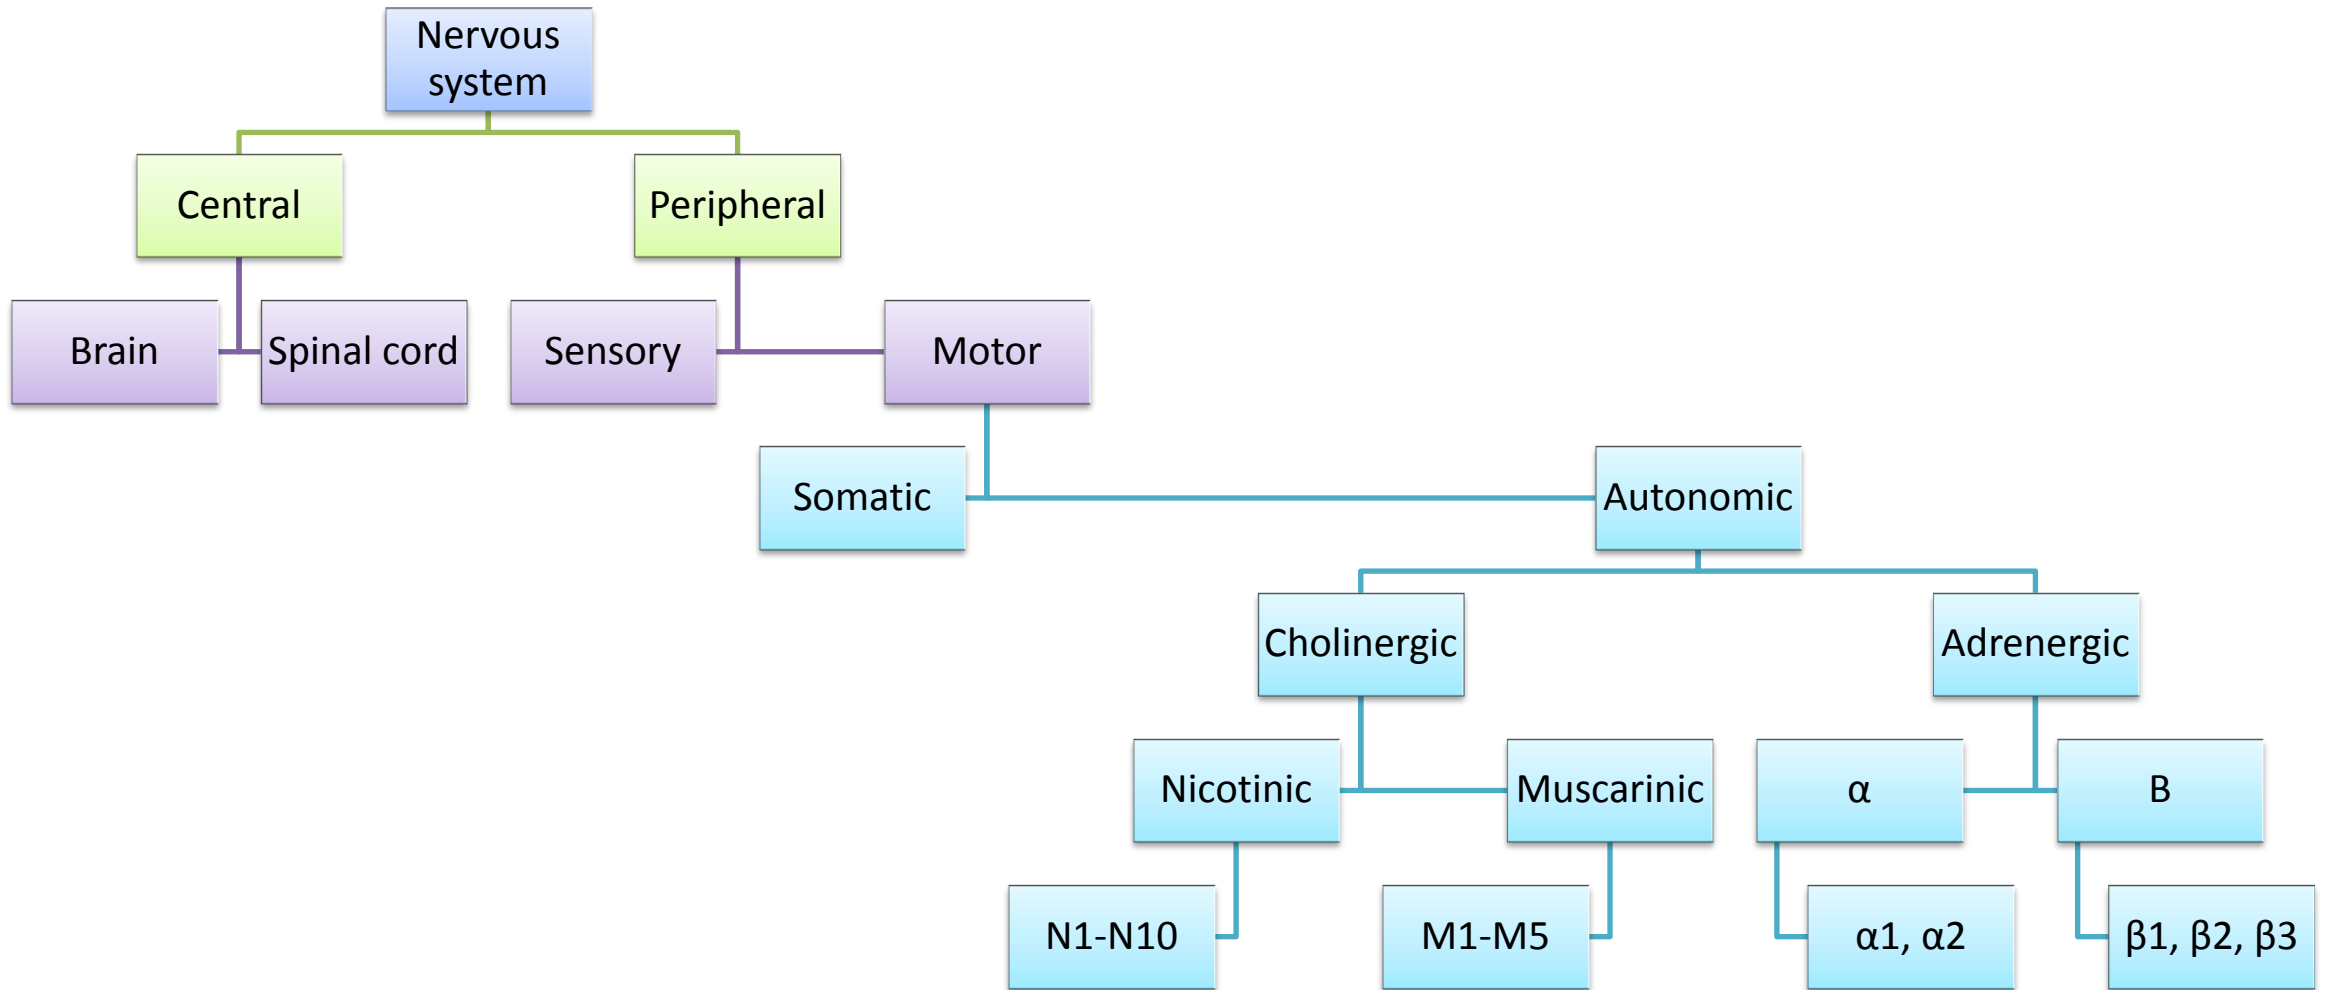 Nervous
system
Central
Peripheral
Brain
Spinal cord
Sensory
Motor
Somatic
Autonomic
Cholinergic
Adrenergic
Nicotinic
Muscarinic
α
B
N1-N10
M1-M5
α1, α2
β1, β2, β3